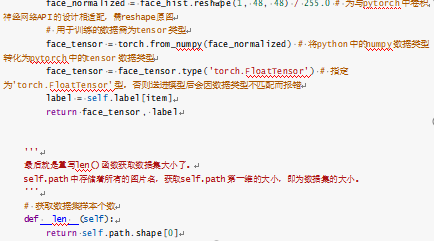 face_normalized = face_hist.reshape(1, 48, 48) / 255.0 # 为与pytorch中卷积
神经网络API的设计相适配，需reshape原图
# 用于训练的数据需为tensor类型
face_tensor = torch.from_numpy(face_normalized) # 将python中的numpy数据类型
转化为pytorch中的tensor数据类型
face_tensor = face_tensor.type('torch.FloatTensor') # 指定
为'torch.FloatTensor'型，否则送进模型后会因数据类型不匹配而报错
label = self.label[item]
return face_tensor, label
'''
最后就是重写len()函数获取数据集大小了。
self.path中存储着所有的图片名，获取self.path第一维的大小，即为数据集的大小。
'''
# 获取数据集样本个数
def __len__(self):
return self.path.shape[0]